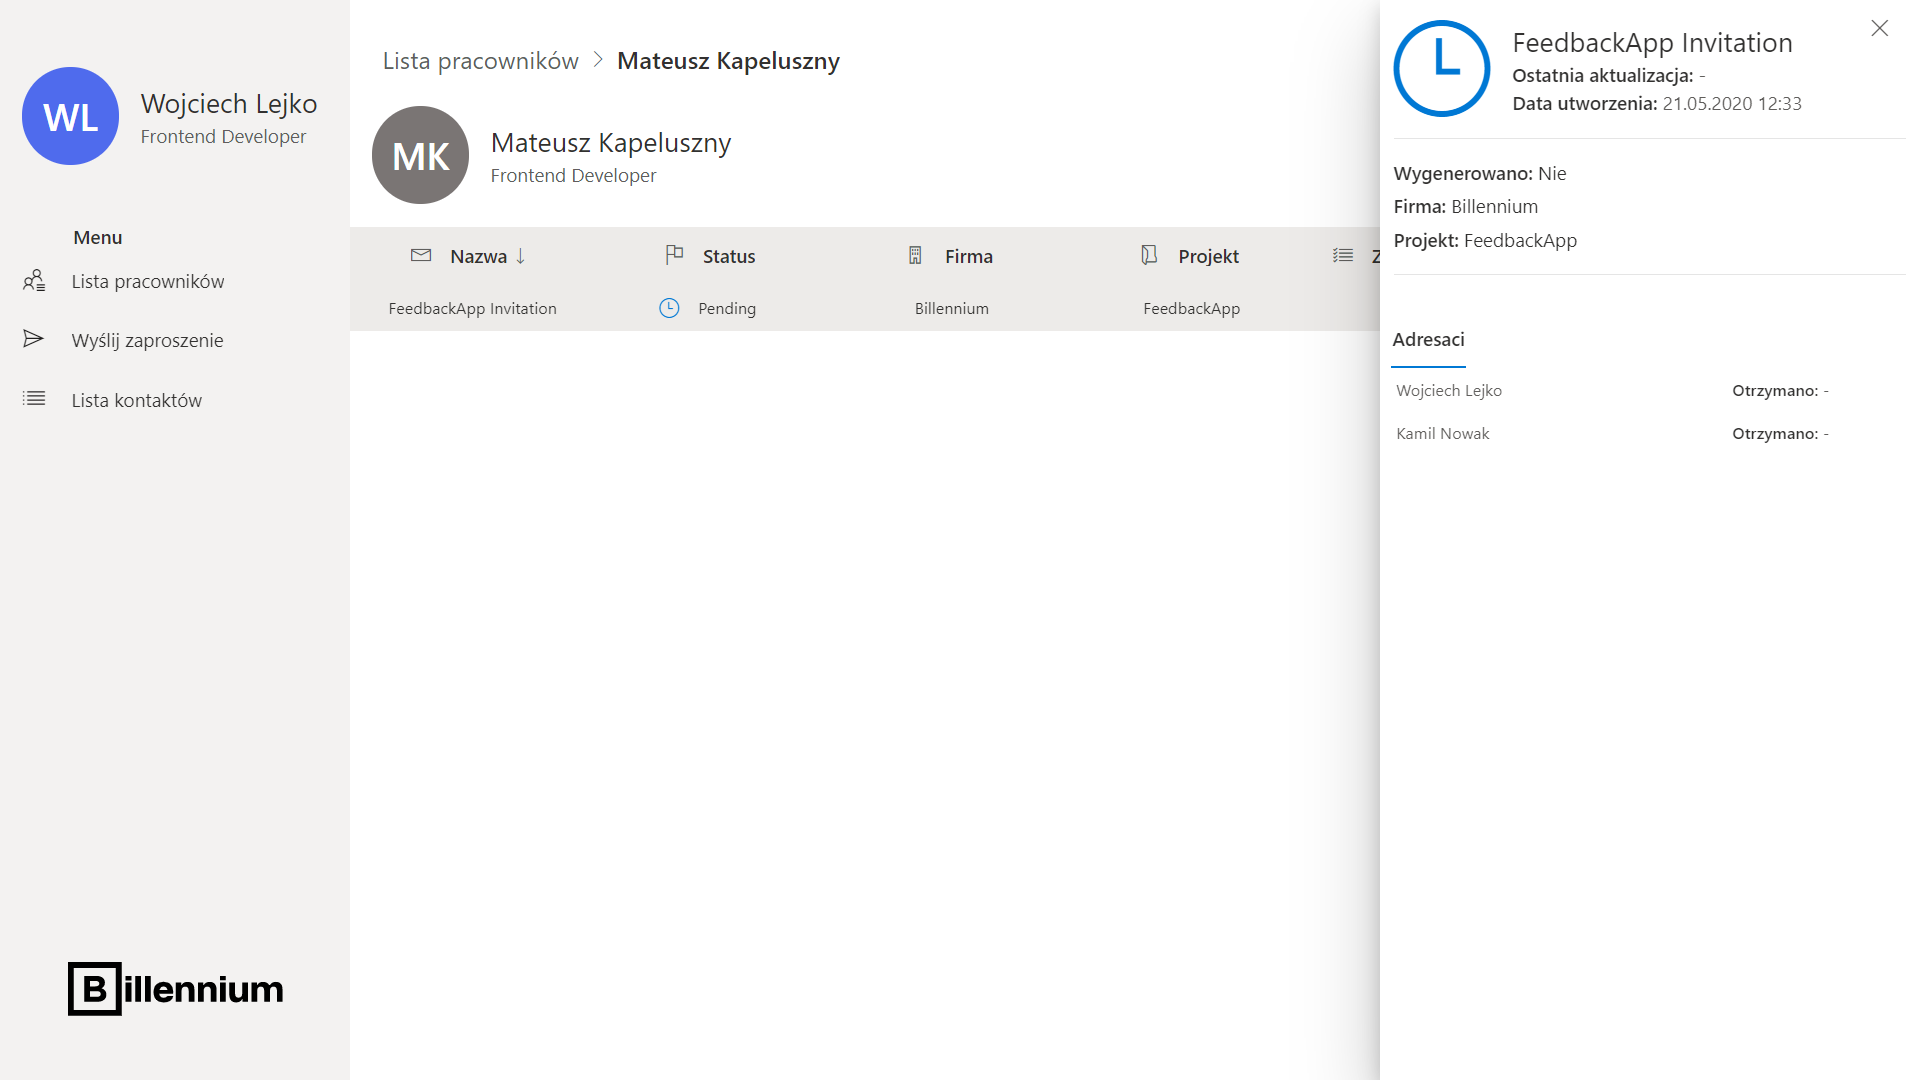 WL
Wojciech Lejko
Frontend Developer
Menu
Lista pracowników
Wyślij zaproszenie
Lista kontaktów
Billennium
Lista pracowników > Mateusz Kapeluszny
MK
Mateusz Kapeluszny
Frontend Developer
Nazwa ↓ Status Firma Projekt Z
FeedbackApp Invitation Pending Billennium FeedbackApp
FeedbackApp Invitation
Ostatnia aktualizacja: -
Data utworzenia: 21.05.2020 12:33
Wygenerowano: Nie
Firma: Billennium
Projekt: FeedbackApp
Adresaci
Wojciech Lejko Otrzymano: -
Kamil Nowak Otrzymano: -